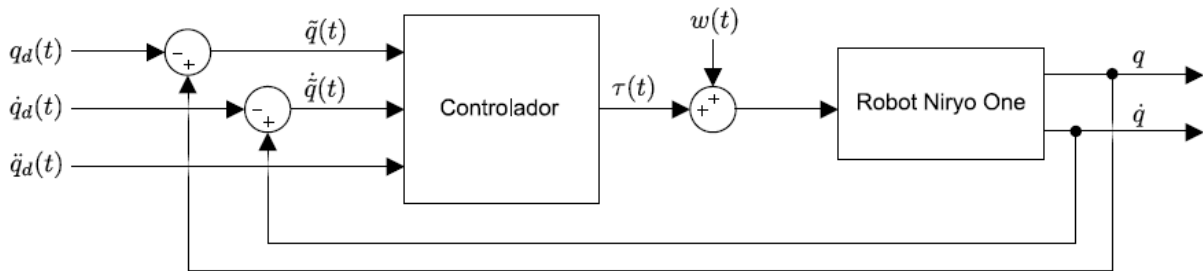 q_d(t)
q̃(t)
w(t)
q
q̇_d(t)
q̃̇(t)
Controlador
τ(t)
Robot Niryo One
q̇
q̈_d(t)
− +
− +
+ +